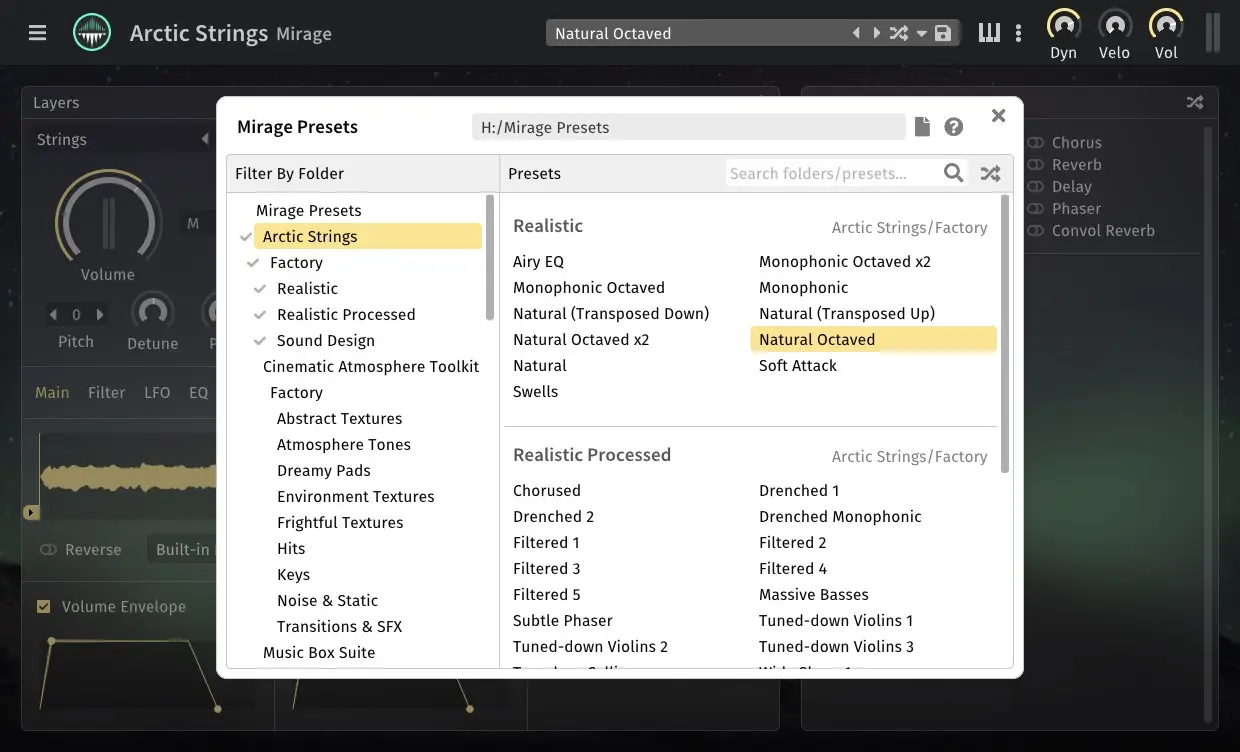 Arctic Strings Mirage
Natural Octaved
Dyn
Velo
Vol
Layers
Strings
M
Volume
0
Pitch
Detune
Main Filter LFO EQ
Reverse
Built-in
Volume Envelope
Mirage Presets
H:/Mirage Presets
Filter By Folder
Mirage Presets
Arctic Strings
Factory
Realistic
Realistic Processed
Sound Design
Cinematic Atmosphere Toolkit
Factory
Abstract Textures
Atmosphere Tones
Dreamy Pads
Environment Textures
Frightful Textures
Hits
Keys
Noise & Static
Transitions & SFX
Music Box Suite
Presets
Search folders/presets...
Realistic
Arctic Strings/Factory
Airy EQ
Monophonic Octaved x2
Monophonic Octaved
Monophonic
Natural (Transposed Down)
Natural (Transposed Up)
Natural Octaved x2
Natural Octaved
Natural
Soft Attack
Swells
Realistic Processed
Arctic Strings/Factory
Chorused
Drenched 1
Drenched 2
Drenched Monophonic
Filtered 1
Filtered 2
Filtered 3
Filtered 4
Filtered 5
Massive Basses
Subtle Phaser
Tuned-down Violins 1
Tuned-down Violins 2
Tuned-down Violins 3
Chorus
Reverb
Delay
Phaser
Convol Reverb